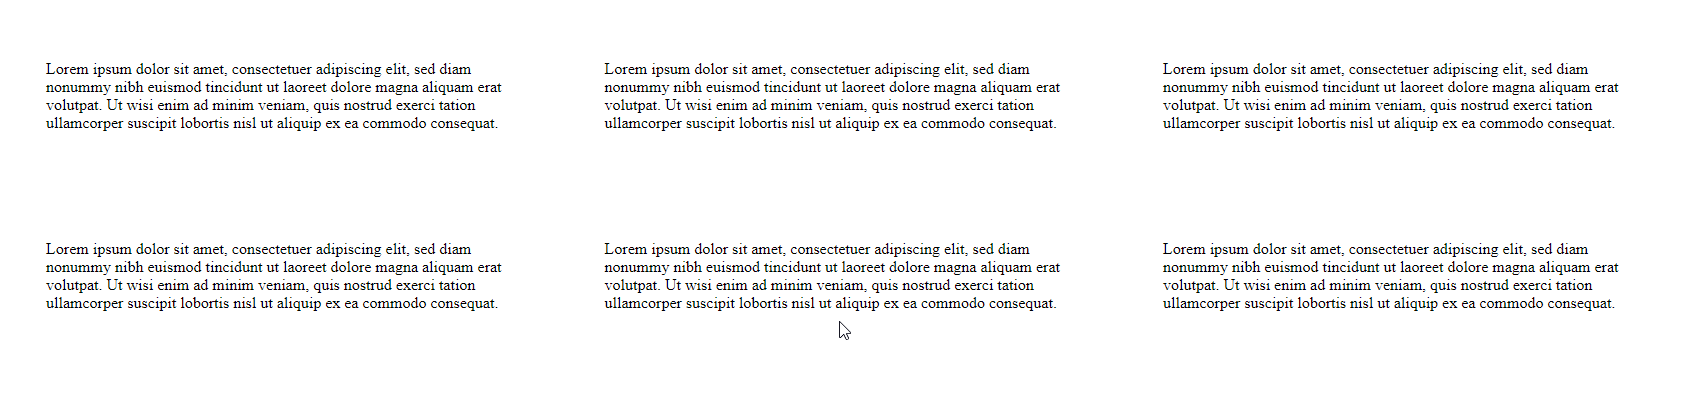 Lorem ipsum dolor sit amet, consectetuer adipiscing elit, sed diam
nonummy nibh euismod tincidunt ut laoreet dolore magna aliquam erat
volutpat. Ut wisi enim ad minim veniam, quis nostrud exerci tation
ullamcorper suscipit lobortis nisl ut aliquip ex ea commodo consequat.
Lorem ipsum dolor sit amet, consectetuer adipiscing elit, sed diam
nonummy nibh euismod tincidunt ut laoreet dolore magna aliquam erat
volutpat. Ut wisi enim ad minim veniam, quis nostrud exerci tation
ullamcorper suscipit lobortis nisl ut aliquip ex ea commodo consequat.
Lorem ipsum dolor sit amet, consectetuer adipiscing elit, sed diam
nonummy nibh euismod tincidunt ut laoreet dolore magna aliquam erat
volutpat. Ut wisi enim ad minim veniam, quis nostrud exerci tation
ullamcorper suscipit lobortis nisl ut aliquip ex ea commodo consequat.
Lorem ipsum dolor sit amet, consectetuer adipiscing elit, sed diam
nonummy nibh euismod tincidunt ut laoreet dolore magna aliquam erat
volutpat. Ut wisi enim ad minim veniam, quis nostrud exerci tation
ullamcorper suscipit lobortis nisl ut aliquip ex ea commodo consequat.
Lorem ipsum dolor sit amet, consectetuer adipiscing elit, sed diam
nonummy nibh euismod tincidunt ut laoreet dolore magna aliquam erat
volutpat. Ut wisi enim ad minim veniam, quis nostrud exerci tation
ullamcorper suscipit lobortis nisl ut aliquip ex ea commodo consequat.
Lorem ipsum dolor sit amet, consectetuer adipiscing elit, sed diam
nonummy nibh euismod tincidunt ut laoreet dolore magna aliquam erat
volutpat. Ut wisi enim ad minim veniam, quis nostrud exerci tation
ullamcorper suscipit lobortis nisl ut aliquip ex ea commodo consequat.